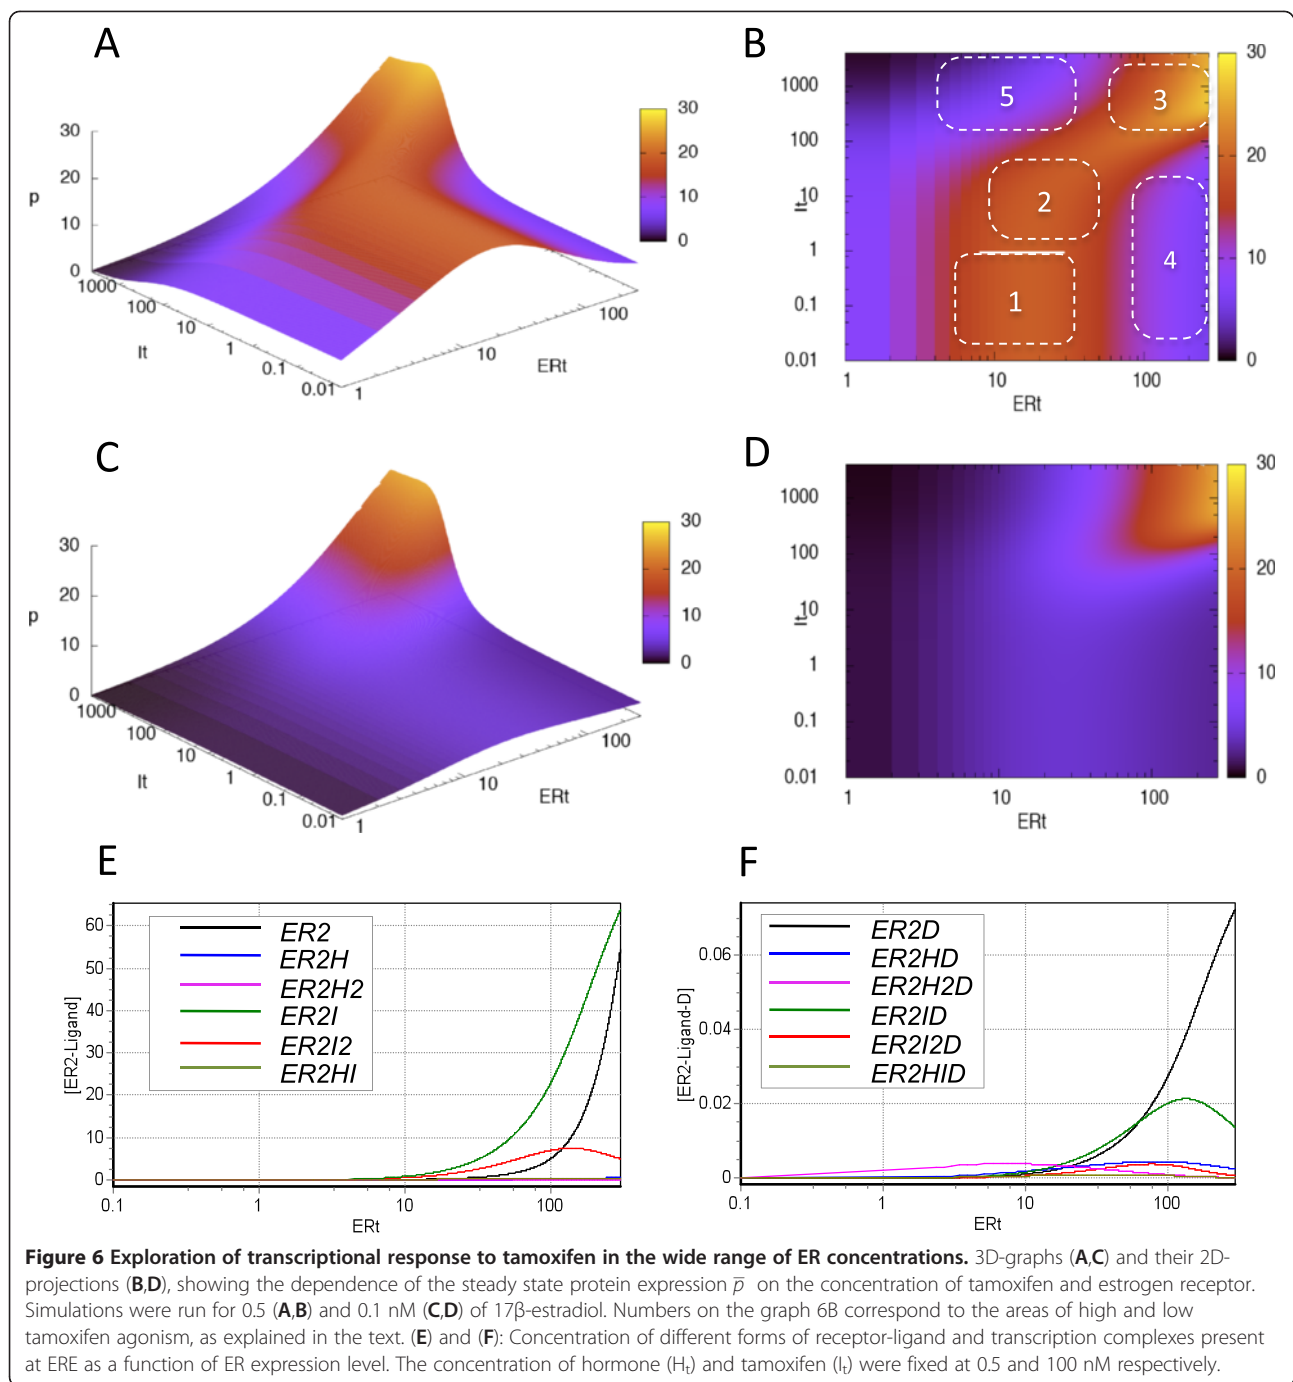 A
30
20
10
0
p
1000
100
10
1
0.1
0.01
It
1
10
100
ERt
30
20
10
0
B
1000
100
10
1
0.1
0.01
It
5
3
2
1
4
1
10
100
ERt
30
20
10
0
C
30
20
10
0
p
1000
100
10
1
0.1
0.01
It
1
10
100
ERt
30
20
10
0
D
1000
100
10
1
0.1
0.01
It
1
10
100
ERt
30
20
10
0
E
[ER2-Ligand]
60
50
40
30
20
10
0
ER2
ER2H
ER2H2
ER2I
ER2I2
ER2HI
0.1
1
10
100
ERt
F
[ER2-Ligand-D]
0.06
0.04
0.02
0
ER2D
ER2HD
ER2H2D
ER2ID
ER2I2D
ER2HID
0.1
1
10
100
ERt
Figure 6 Exploration of transcriptional response to tamoxifen in the wide range of ER concentrations. 3D-graphs (A,C) and their 2D-
projections (B,D), showing the dependence of the steady state protein expression p̅ on the concentration of tamoxifen and estrogen receptor.
Simulations were run for 0.5 (A,B) and 0.1 nM (C,D) of 17β-estradiol. Numbers on the graph 6B correspond to the areas of high and low
tamoxifen agonism, as explained in the text. (E) and (F): Concentration of different forms of receptor-ligand and transcription complexes present
at ERE as a function of ER expression level. The concentration of hormone (Hₜ) and tamoxifen (Iₜ) were fixed at 0.5 and 100 nM respectively.